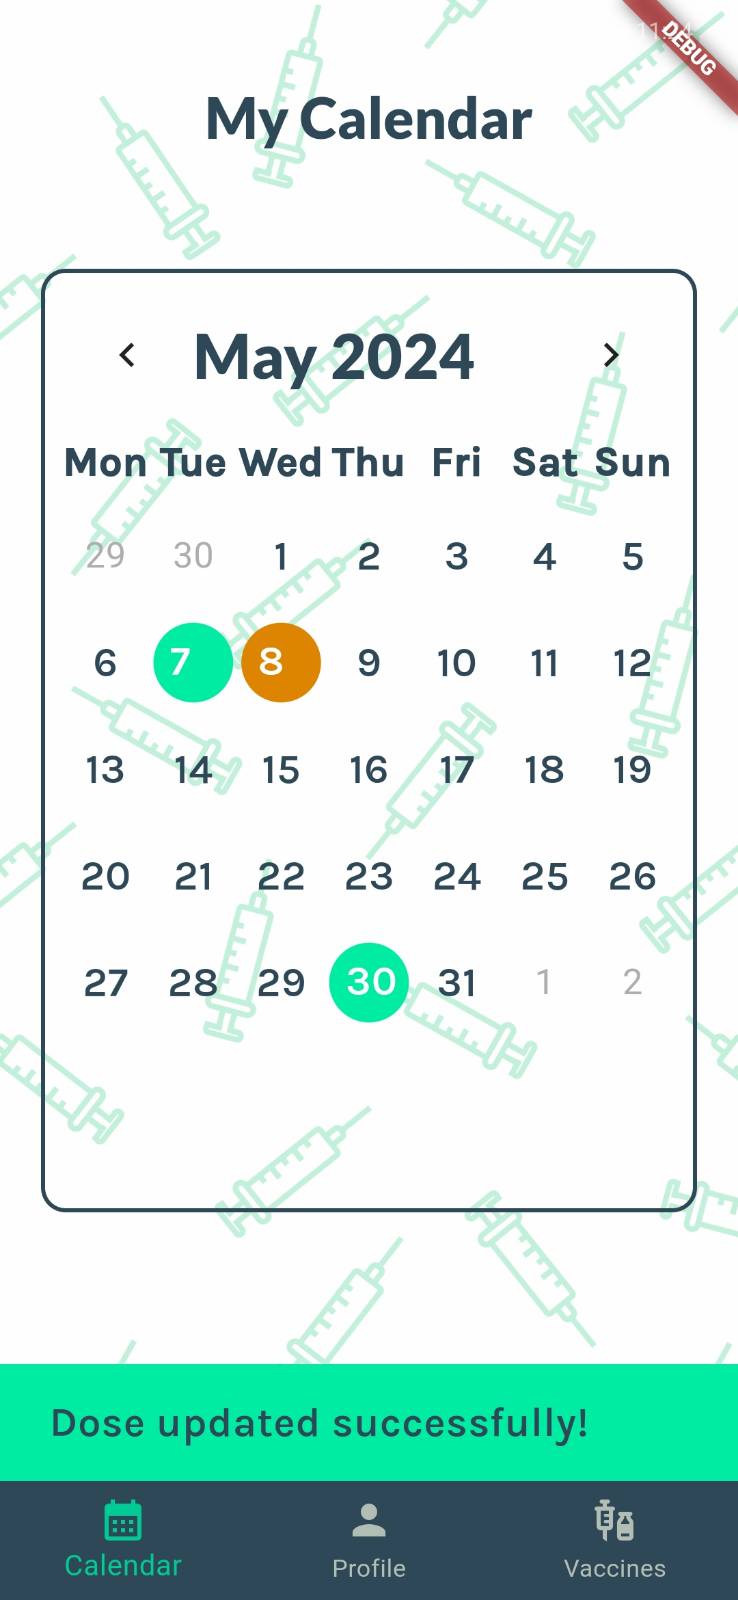 DEBUG
My Calendar
May 2024
Mon Tue Wed Thu Fri Sat Sun
29 30 1 2 3 4 5
6 7 8 9 10 11 12
13 14 15 16 17 18 19
20 21 22 23 24 25 26
27 28 29 30 31 1 2
Dose updated successfully!
Calendar Profile Vaccines